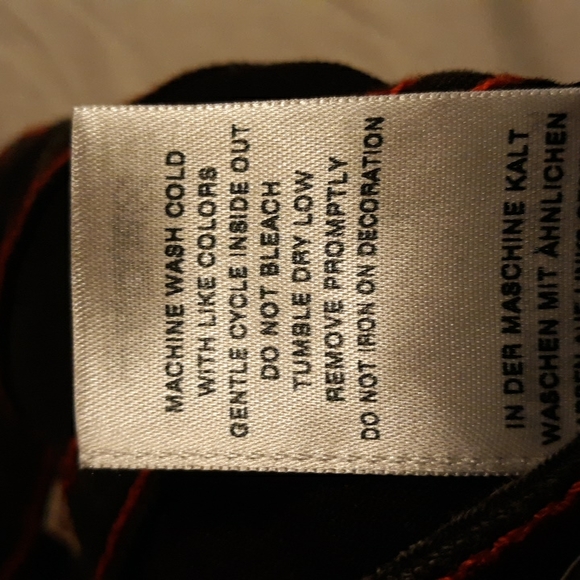 MACHINE WASH COLD
WITH LIKE COLORS
GENTLE CYCLE INSIDE OUT
DO NOT BLEACH
TUMBLE DRY LOW
REMOVE PROMPTLY
DO NOT IRON ON DECORATION
IN DER MASCHINE KALT
WASCHEN MIT ÄHNLICHEN